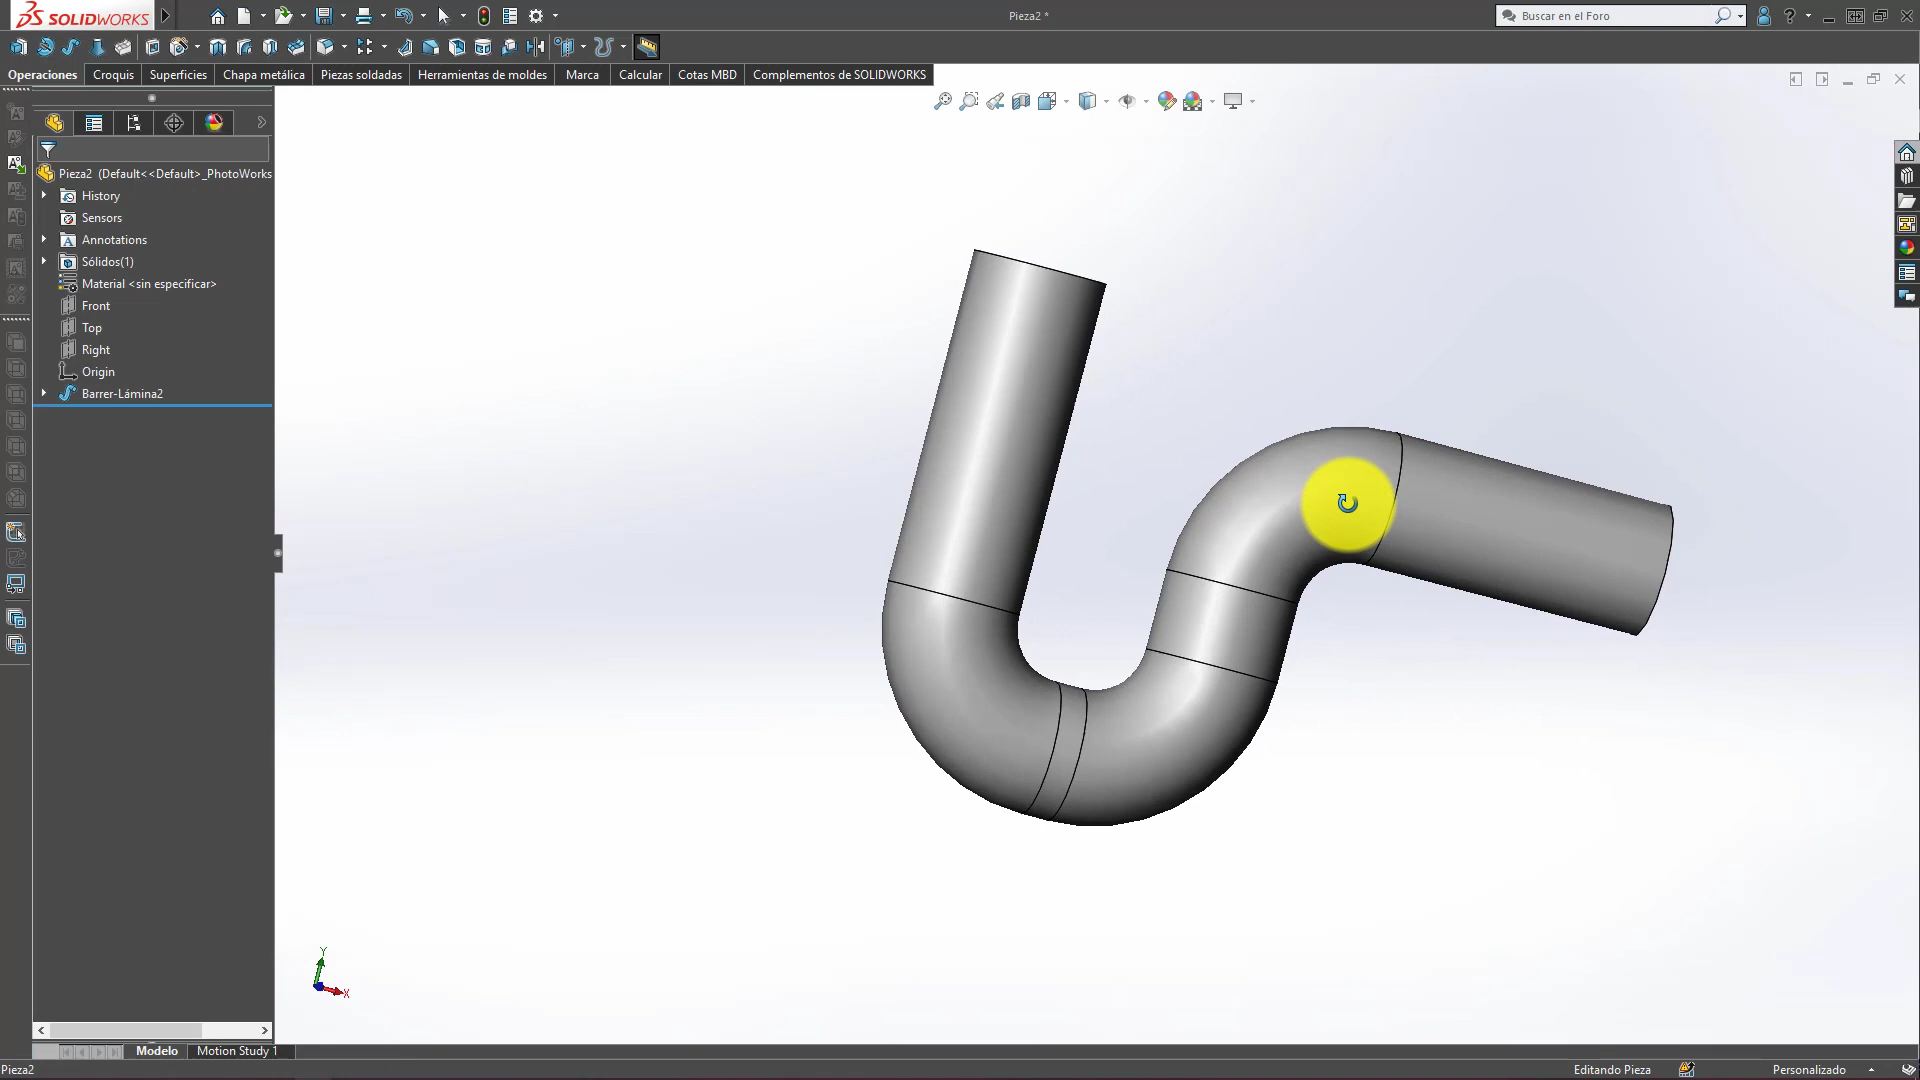 SOLIDWORKS
Pieza2 *
Buscar en el Foro
Operaciones
Croquis
Superficies
Chapa metálica
Piezas soldadas
Herramientas de moldes
Marca
Calcular
Cotas MBD
Complementos de SOLIDWORKS
Pieza2 (Default<<Default>_PhotoWorks
History
Sensors
Annotations
Sólidos(1)
Material <sin especificar>
Front
Top
Right
Origin
Barrer-Lámina2
Y
X
Modelo
Motion Study 1
Pieza2
Editando Pieza
Personalizado